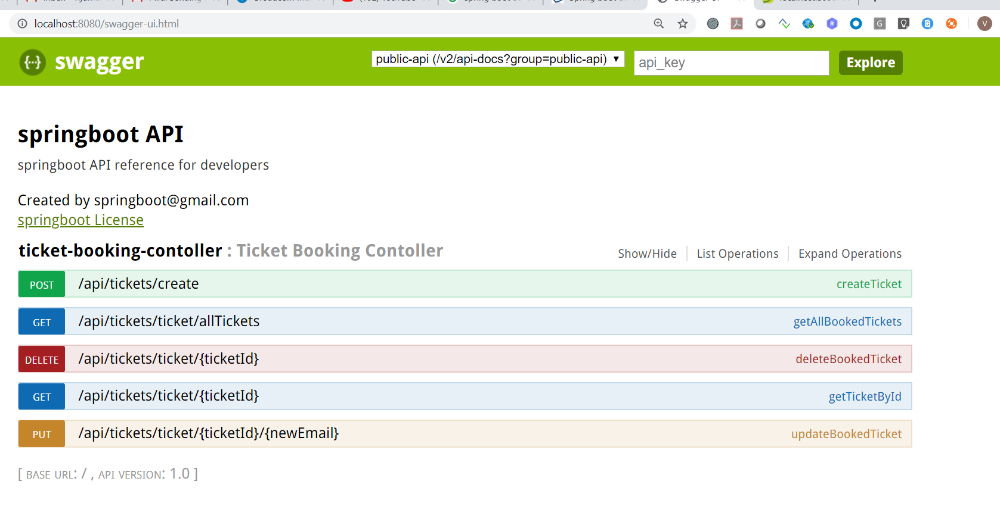 localhost:8080/swagger-ui.html
swagger
public-api (/v2/api-docs?group=public-api)
api_key
Explore
springboot API
springboot API reference for developers
Created by springboot@gmail.com
springboot License
ticket-booking-contoller : Ticket Booking Contoller
Show/Hide
List Operations
Expand Operations
POST /api/tickets/create createTicket
GET /api/tickets/ticket/allTickets getAllBookedTickets
DELETE /api/tickets/ticket/{ticketId} deleteBookedTicket
GET /api/tickets/ticket/{ticketId} getTicketById
PUT /api/tickets/ticket/{ticketId}/{newEmail} updateBookedTicket
[ BASE URL: / , API VERSION: 1.0 ]